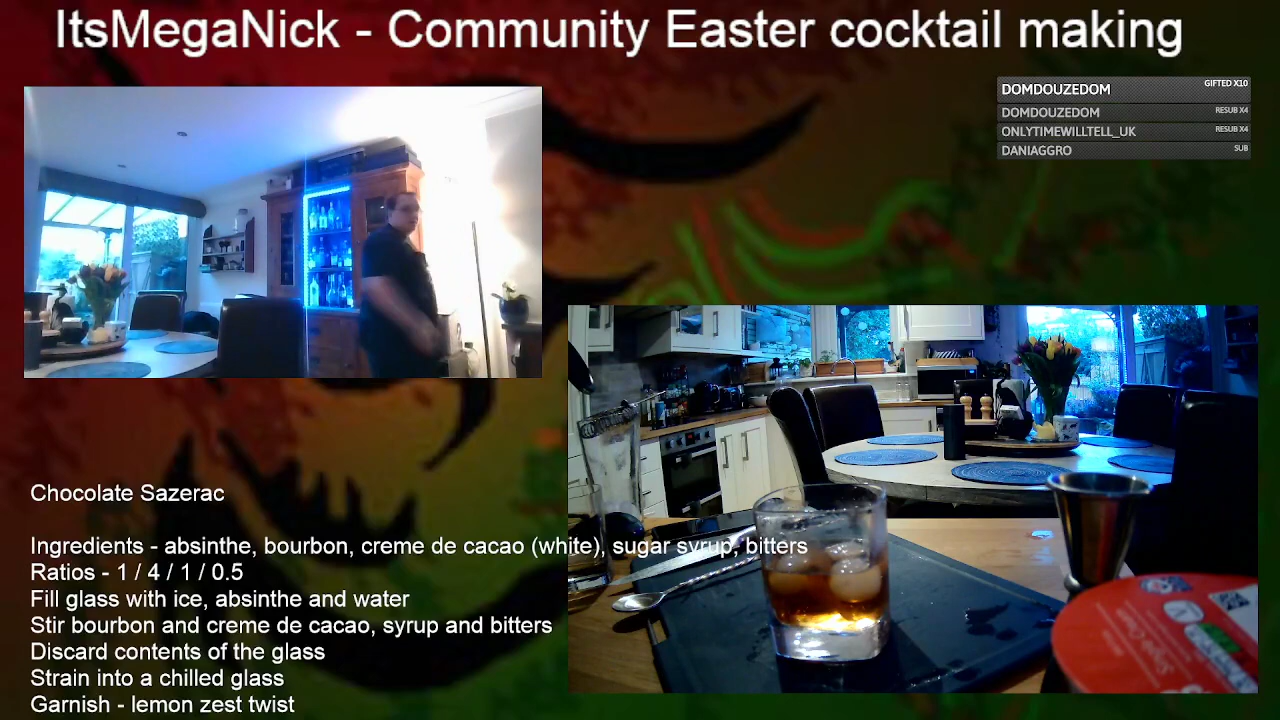 ItsMegaNick - Community Easter cocktail making
DOMDOUZEDOM GIFTED X10
DOMDOUZEDOM RESUB X4
ONLYTIMEWILLTELL_UK RESUB X4
DANIAGGRO SUB
Chocolate Sazerac
Ingredients - absinthe, bourbon, creme de cacao (white), sugar syrup, bitters
Ratios - 1 / 4 / 1 / 0.5
Fill glass with ice, absinthe and water
Stir bourbon and creme de cacao, syrup and bitters
Discard contents of the glass
Strain into a chilled glass
Garnish - lemon zest twist